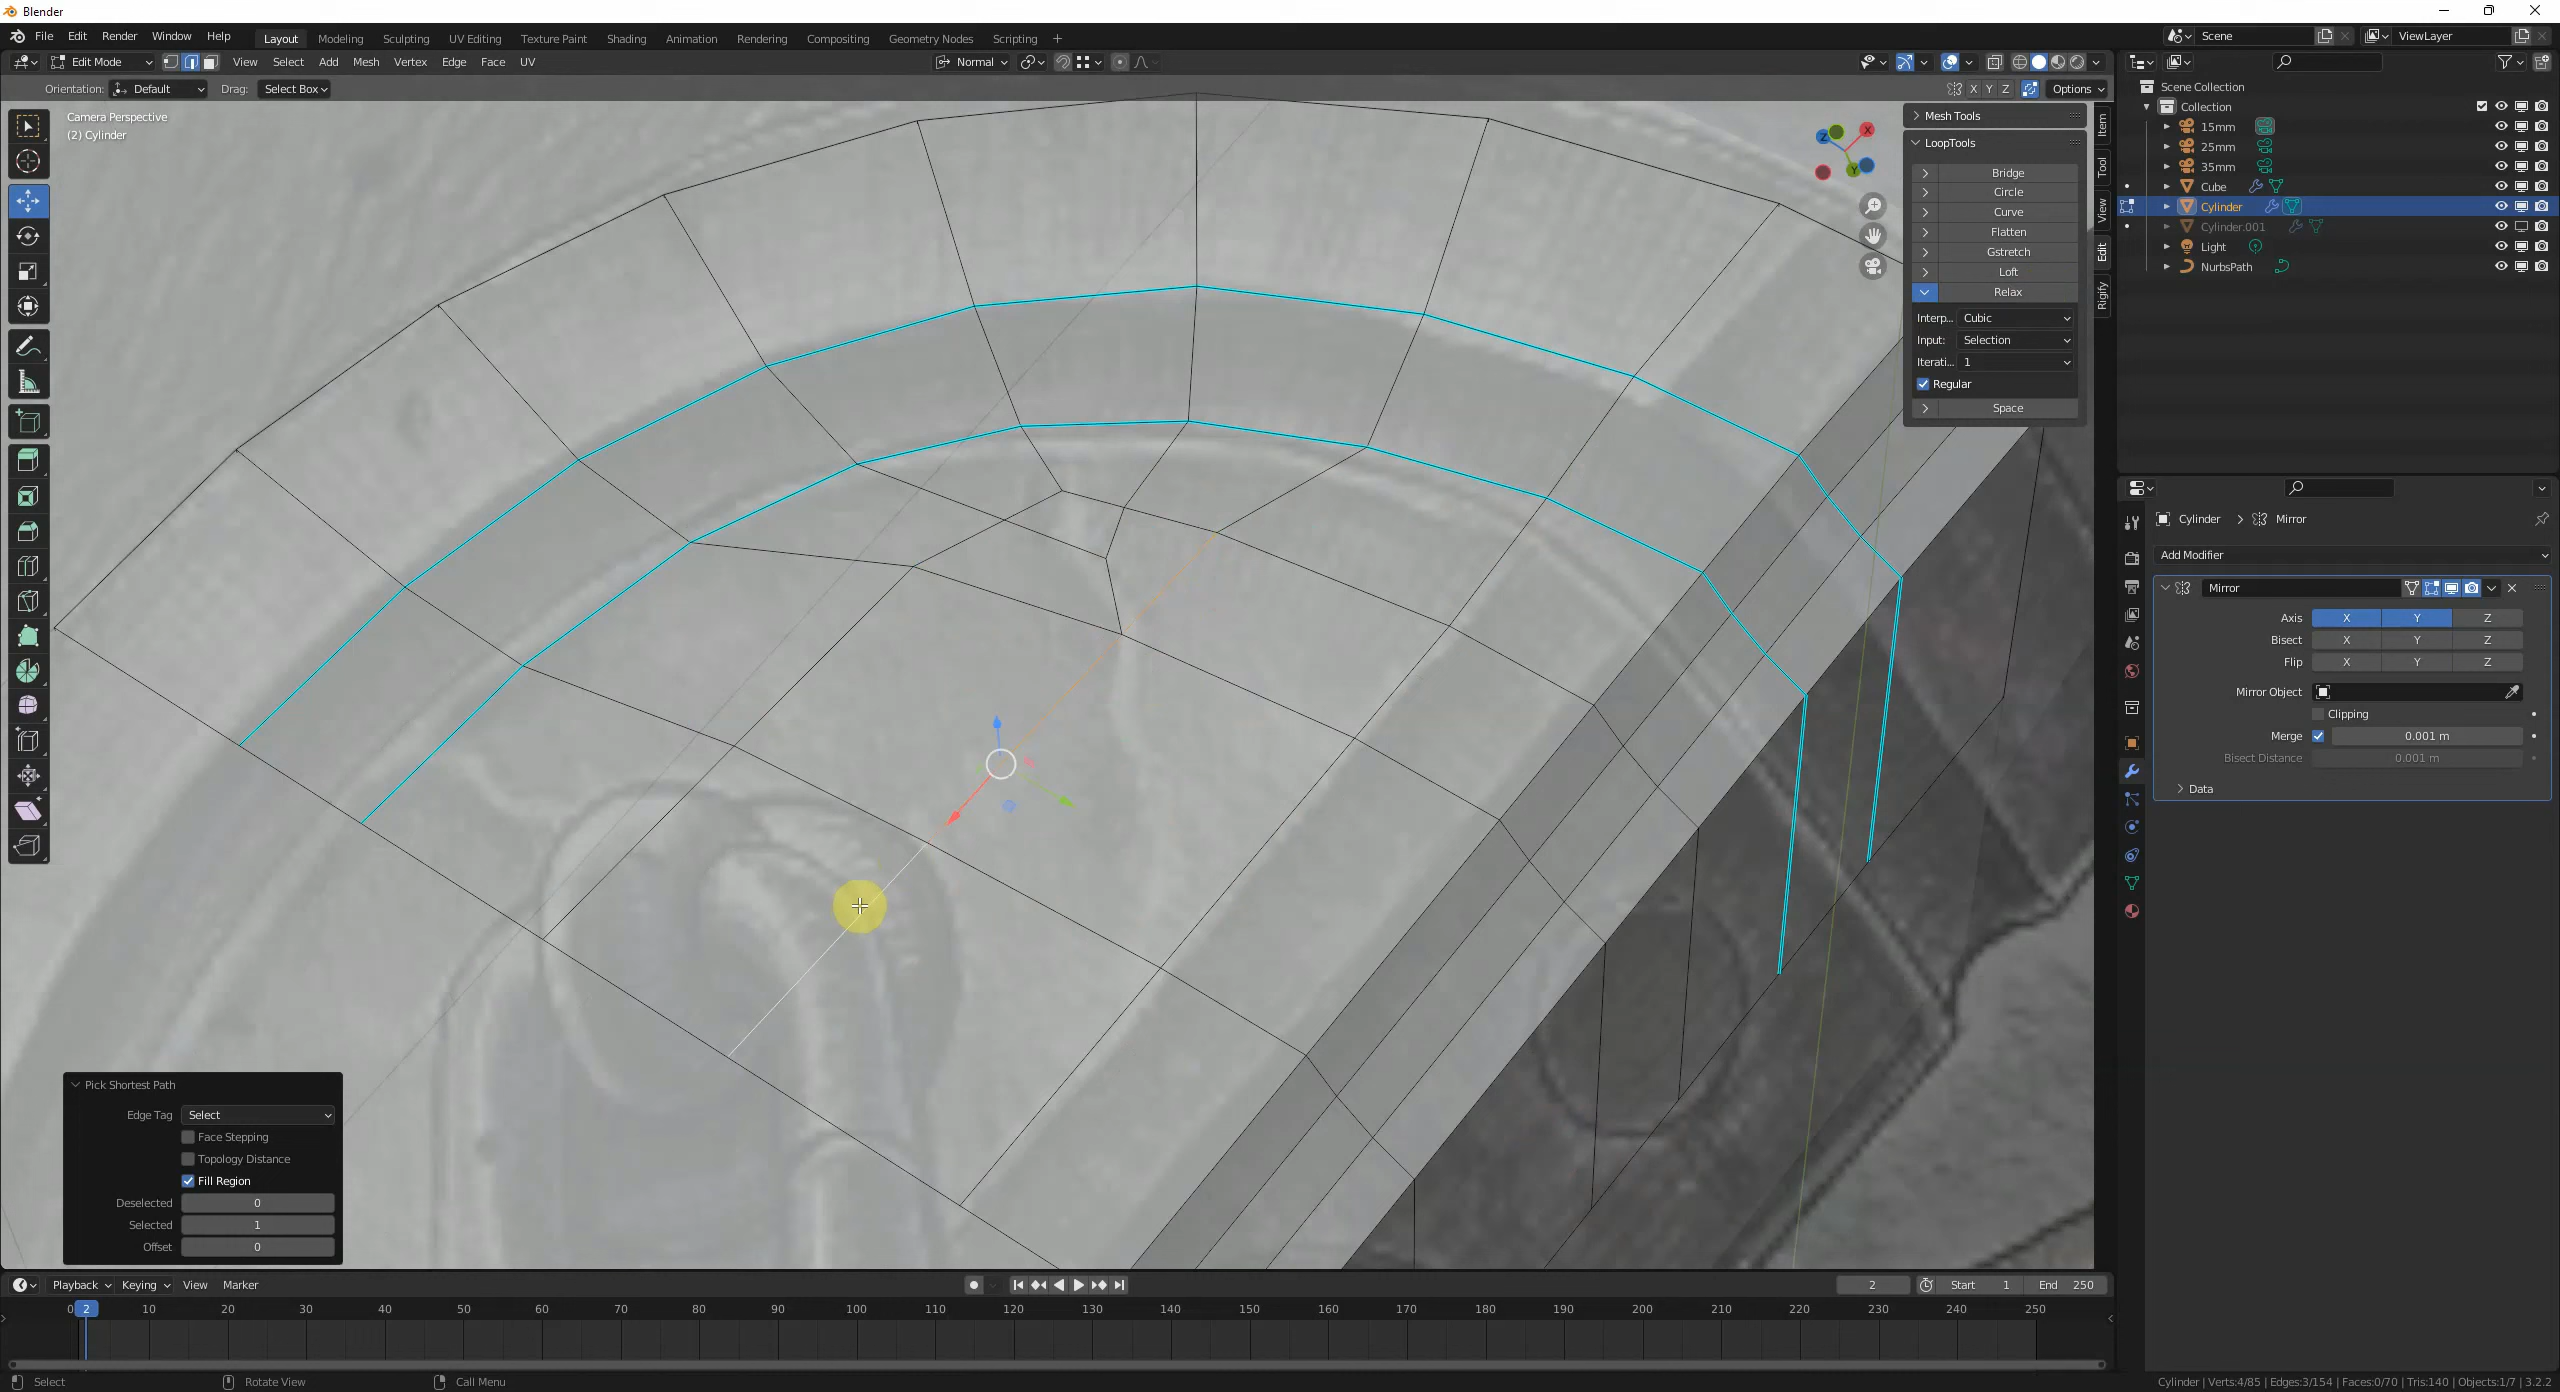 Blender
File Edit Render Window Help Layout Modeling Sculpting UV Editing Texture Paint Shading Animation Rendering Compositing Geometry Nodes Scripting + Scene ViewLayer
Edit Mode View Select Add Mesh Vertex Edge Face UV Normal
Orientation: Default Drag: Select Box X Y Z Options
Camera Perspective
(2) Cylinder
Mesh Tools
LoopTools
Bridge
Circle
Curve
Flatten
Gstretch
Loft
Relax
Interp... Cubic
Input: Selection
Iterati... 1
Regular
Space
Item
Tool
View
Edit
Rigify
X
Y
Z
Scene Collection
Collection
15mm
25mm
35mm
Cube
Cylinder
Cylinder.001
Light
NurbsPath
Cylinder > Mirror
Add Modifier
Mirror
Axis X Y Z
Bisect X Y Z
Flip X Y Z
Mirror Object
Clipping
Merge 0.001 m
Bisect Distance 0.001 m
Data
Pick Shortest Path
Edge Tag Select
Face Stepping
Topology Distance
Fill Region
Deselected 0
Selected 1
Offset 0
Playback Keying View Marker 2 Start 1 End 250
0 2 10 20 30 40 50 60 70 80 90 100 110 120 130 140 150 160 170 180 190 200 210 220 230 240 250
Select Rotate View Call Menu Cylinder | Verts:4/85 | Edges:3/154 | Faces:0/70 | Tris:140 | Objects:1/7 | 3.2.2